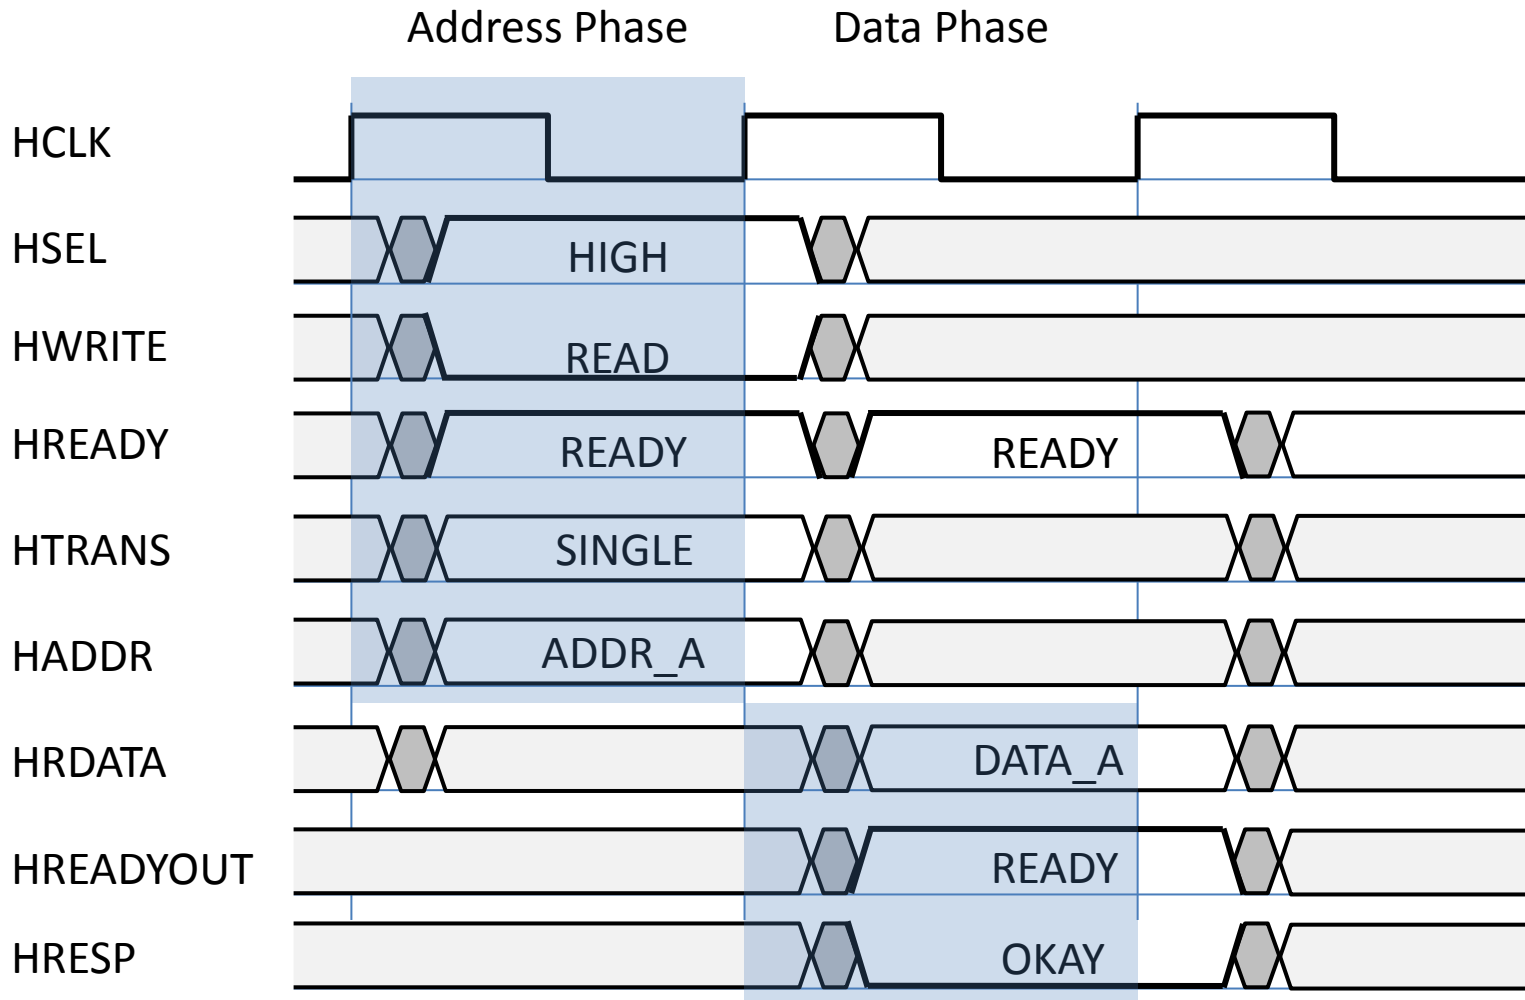 Address Phase Data Phase
HCLK
HSEL HIGH
HWRITE READ
HREADY READY READY
HTRANS SINGLE
HADDR ADDR_A
HRDATA DATA_A
HREADYOUT READY
HRESP OKAY